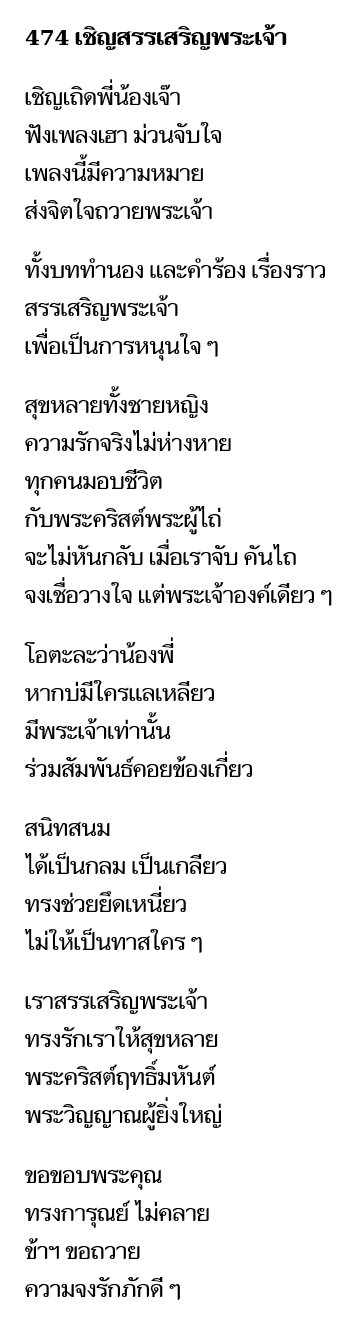 474 เชิญสรรเสริญพระเจ้า
เชิญเถิดพี่น้องเจ๊า
ฟังเพลงเฮา ม่วนจับใจ
เพลงนี้มีความหมาย
ส่งจิตใจถวายพระเจ้า
ทั้งบททำนอง และคำร้อง เรื่องราว
สรรเสริญพระเจ้า
เพื่อเป็นการหนุนใจ ๆ
สุขหลายทั้งชายหญิง
ความรักจริงไม่ห่างหาย
ทุกคนมอบชีวิต
กับพระคริสต์พระผู้ไถ่
จะไม่หันกลับ เมื่อเราจับ คันไถ
จงเชื่อวางใจ แต่พระเจ้าองค์เดียว ๆ
โอตะละว่าน้องพี่
หากบ่มีใครแลเหลียว
มีพระเจ้าเท่านั้น
ร่วมสัมพันธ์คอยข้องเกี่ยว
สนิทสนม
ได้เป็นกลม เป็นเกลียว
ทรงช่วยยึดเหนี่ยว
ไม่ให้เป็นทาสใคร ๆ
เราสรรเสริญพระเจ้า
ทรงรักเราให้สุขหลาย
พระคริสต์ฤทธิ์มหันต์
พระวิญญาณผู้ยิ่งใหญ่
ขอขอบพระคุณ
ทรงการุณย์ ไม่คลาย
ข้าฯ ขอถวาย
ความจงรักภักดี ๆ